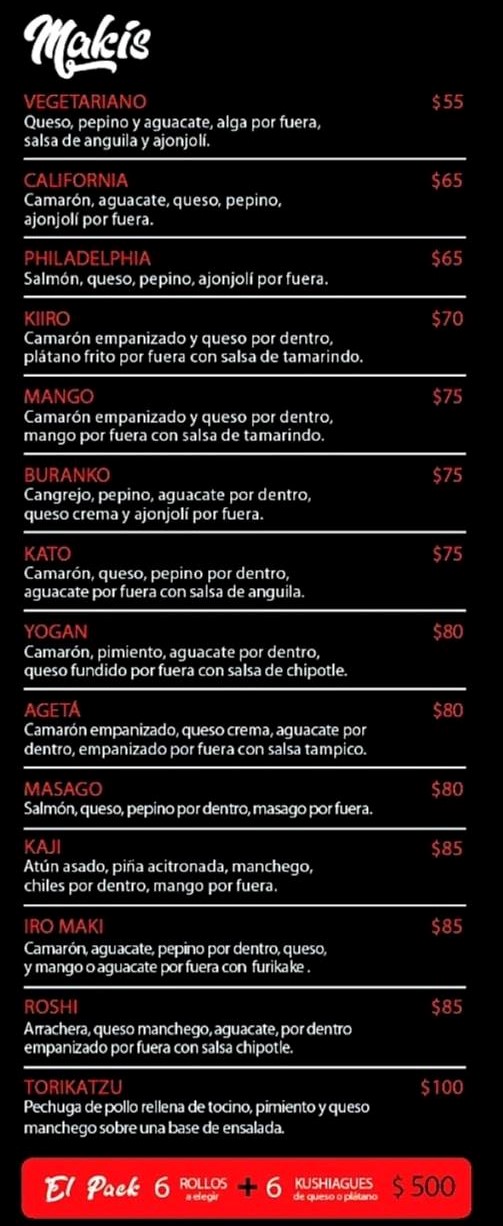 Makis
VEGETARIANO $55
Queso, pepino y aguacate, alga por fuera,
salsa de anguila y ajonjolí.
CALIFORNIA $65
Camarón, aguacate, queso, pepino,
ajonjolí por fuera.
PHILADELPHIA $65
Salmón, queso, pepino, ajonjolí por fuera.
KIIRO $70
Camarón empanizado y queso por dentro,
plátano frito por fuera con salsa de tamarindo.
MANGO $75
Camarón empanizado y queso por dentro,
mango por fuera con salsa de tamarindo.
BURANKO $75
Cangrejo, pepino, aguacate por dentro,
queso crema y ajonjolí por fuera.
KATO $75
Camarón, queso, pepino por dentro,
aguacate por fuera con salsa de anguila.
YOGAN $80
Camarón, pimiento, aguacate por dentro,
queso fundido por fuera con salsa de chipotle.
AGETÁ $80
Camarón empanizado, queso crema, aguacate por
dentro, empanizado por fuera con salsa tampico.
MASAGO $80
Salmón, queso, pepino por dentro, masago por fuera.
KAJI $85
Atún asado, piña acitronada, manchego,
chiles por dentro, mango por fuera.
IRO MAKI $85
Camarón, aguacate, pepino por dentro, queso,
y mango o aguacate por fuera con furikake.
ROSHI $85
Arrachera, queso manchego, aguacate, por dentro
empanizado por fuera con salsa chipotle.
TORIKATZU $100
Pechuga de pollo rellena de tocino, pimiento y queso
manchego sobre una base de ensalada.
El Pack 6 ROLLOS a elegir + 6 KUSHIAGUES de queso o plátano $500